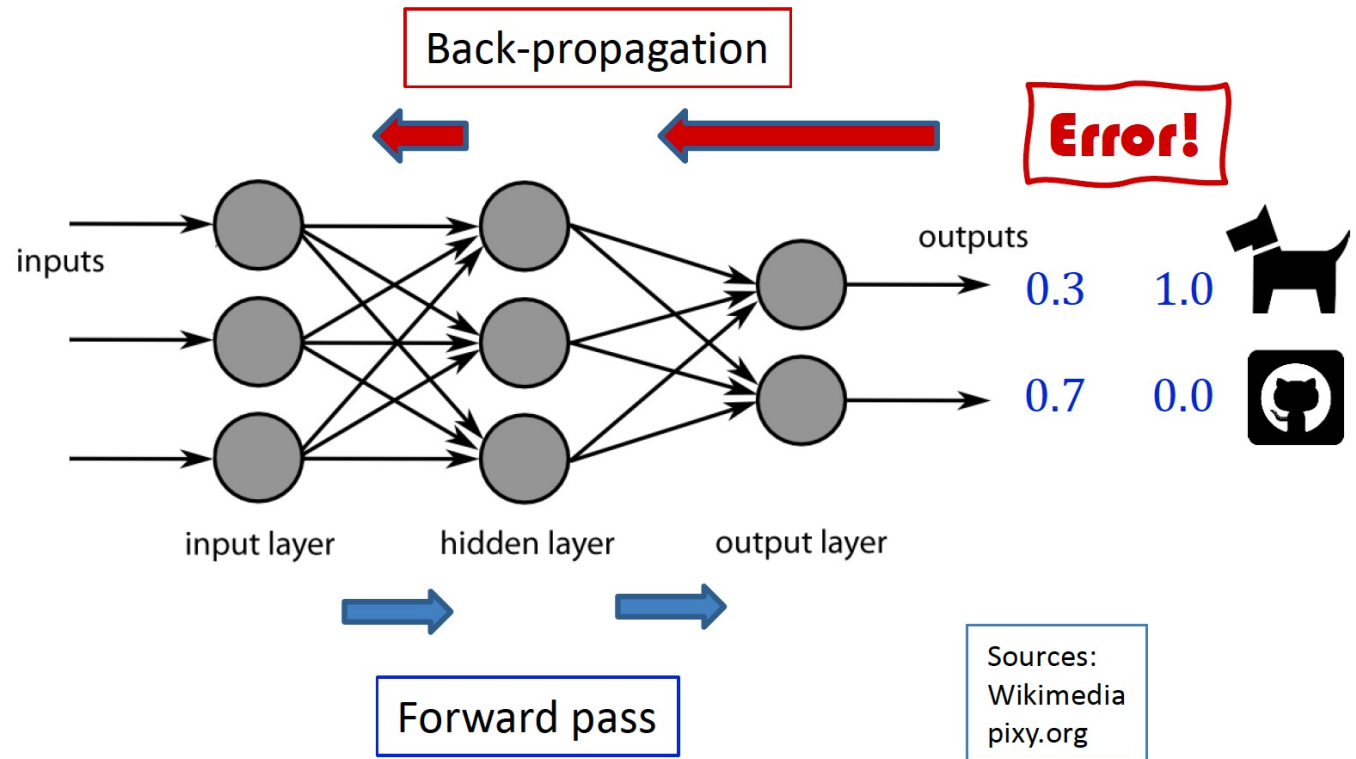 Back-propagation
Error!
inputs
outputs
0.3 1.0
0.7 0.0
input layer hidden layer output layer
Forward pass
Sources:
Wikimedia
pixy.org